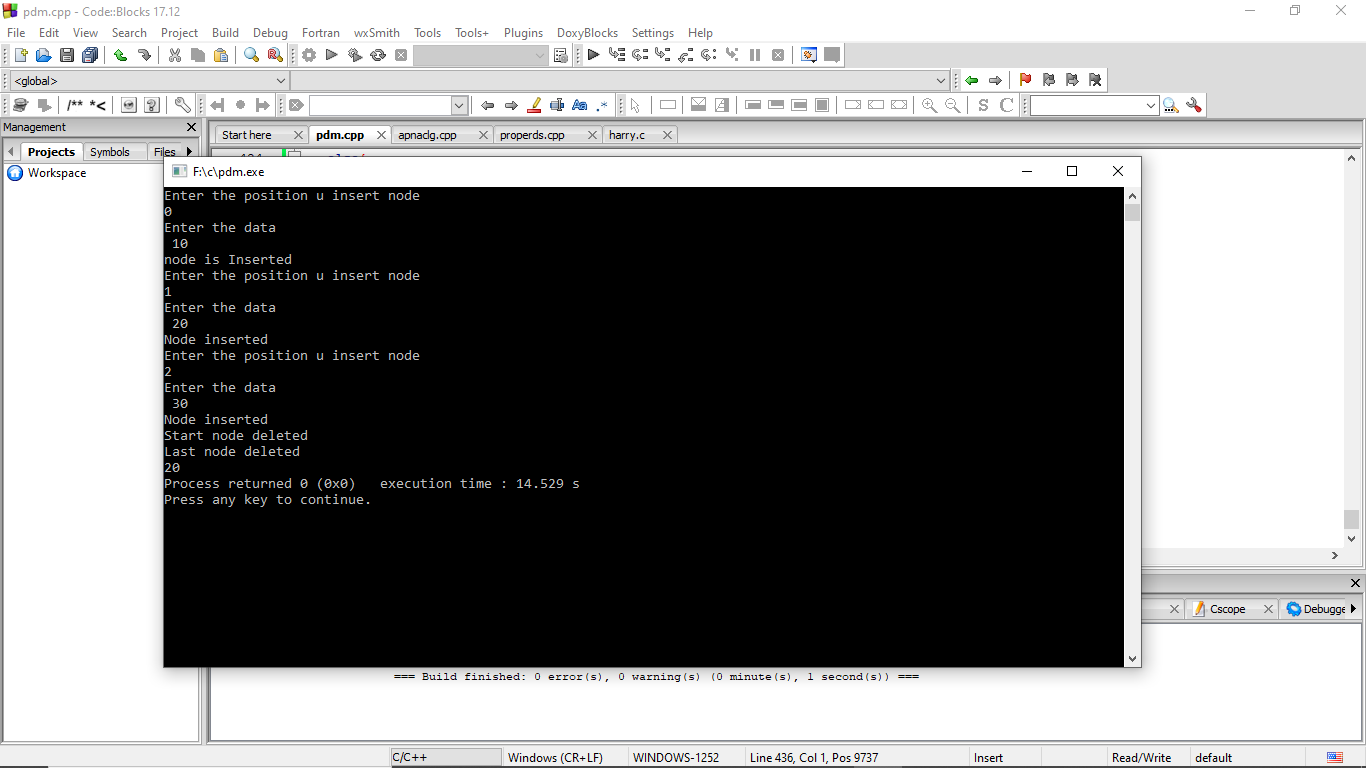 pdm.cpp - Code::Blocks 17.12
File Edit View Search Project Build Debug Fortran wxSmith Tools Tools+ Plugins DoxyBlocks Settings Help
<global>
/** *< Aa .* S C
Management
Start here pdm.cpp apnaclg.cpp properds.cpp harry.c
Projects Symbols Files
Workspace
F:\c\pdm.exe
Enter the position u insert node
0
Enter the data
10
node is Inserted
Enter the position u insert node
1
Enter the data
20
Node inserted
Enter the position u insert node
2
Enter the data
30
Node inserted
Start node deleted
Last node deleted
20
Process returned 0 (0x0)   execution time : 14.529 s
Press any key to continue.
Cscope Debugge
=== Build finished: 0 error(s), 0 warning(s) (0 minute(s), 1 second(s)) ===
C/C++ Windows (CR+LF) WINDOWS-1252 Line 436, Col 1, Pos 9737 Insert Read/Write default